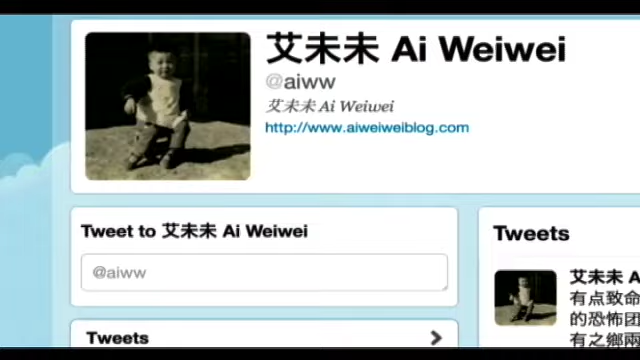 艾未未 Ai Weiwei
@aiww
艾未未 Ai Weiwei
http://www.aiweiweiblog.com
Tweet to 艾未未 Ai Weiwei
@aiww
Tweets
Tweets
艾未未 A
有点致命
的恐怖团
有之鄉兩